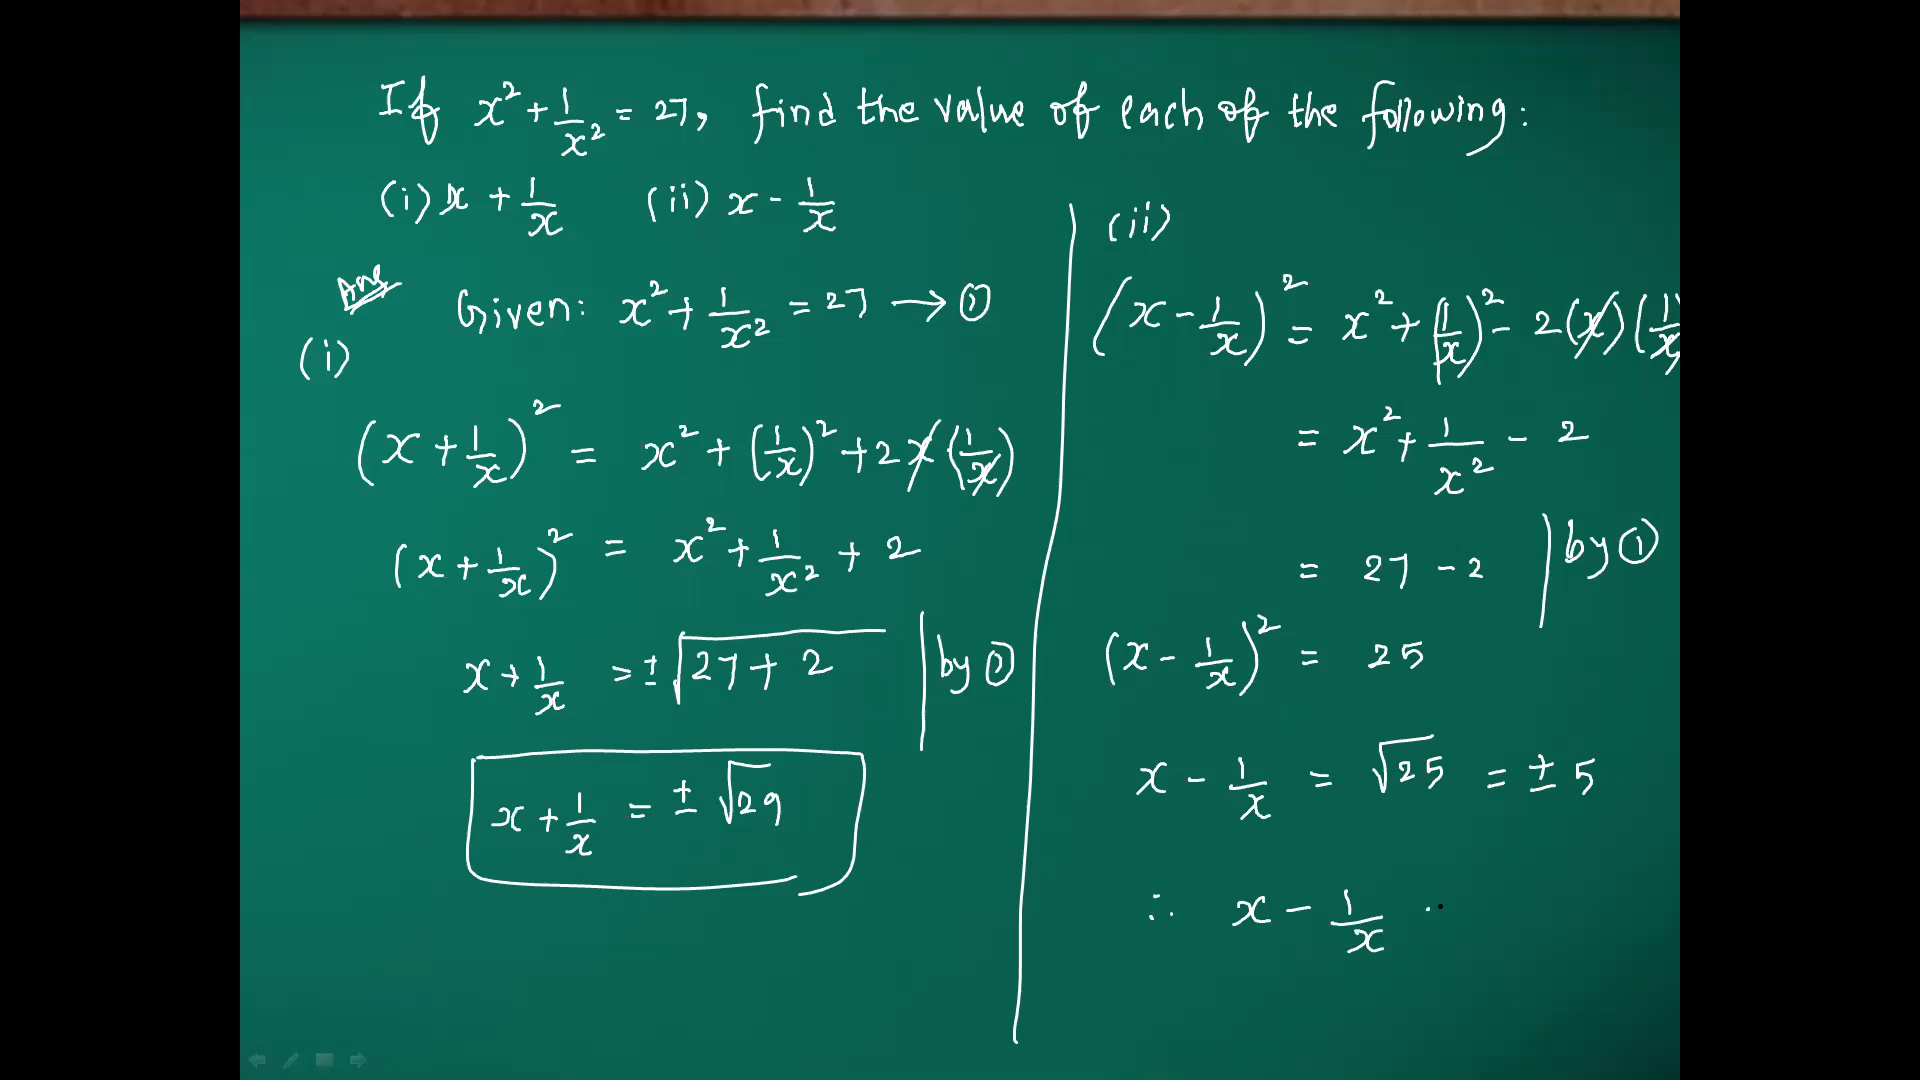 If x² + 1/x² = 27, find the value of each of the following:
(i) x + 1/x (ii) x - 1/x
Ans
Given: x² + 1/x² = 27 → ①
(i)
(x + 1/x)² = x² + (1/x)² + 2x(1/x)
(x + 1/x)² = x² + 1/x² + 2
x + 1/x = ±√(27 + 2) | by ①
x + 1/x = ± √29
(ii)
(x - 1/x)² = x² + (1/x)² - 2(x)(1/x
= x² + 1/x² - 2
= 27 - 2 | by ①
(x - 1/x)² = 25
x - 1/x = √25 = ± 5
∴ x - 1/x